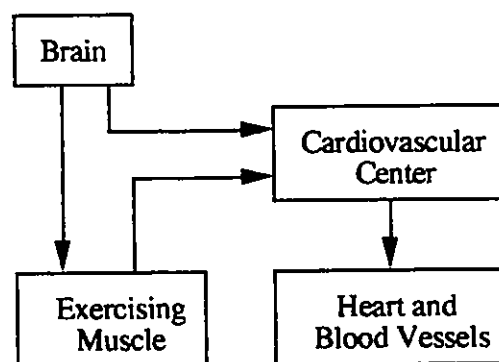 Brain
Cardiovascular
Center
Exercising
Muscle
Heart and
Blood Vessels